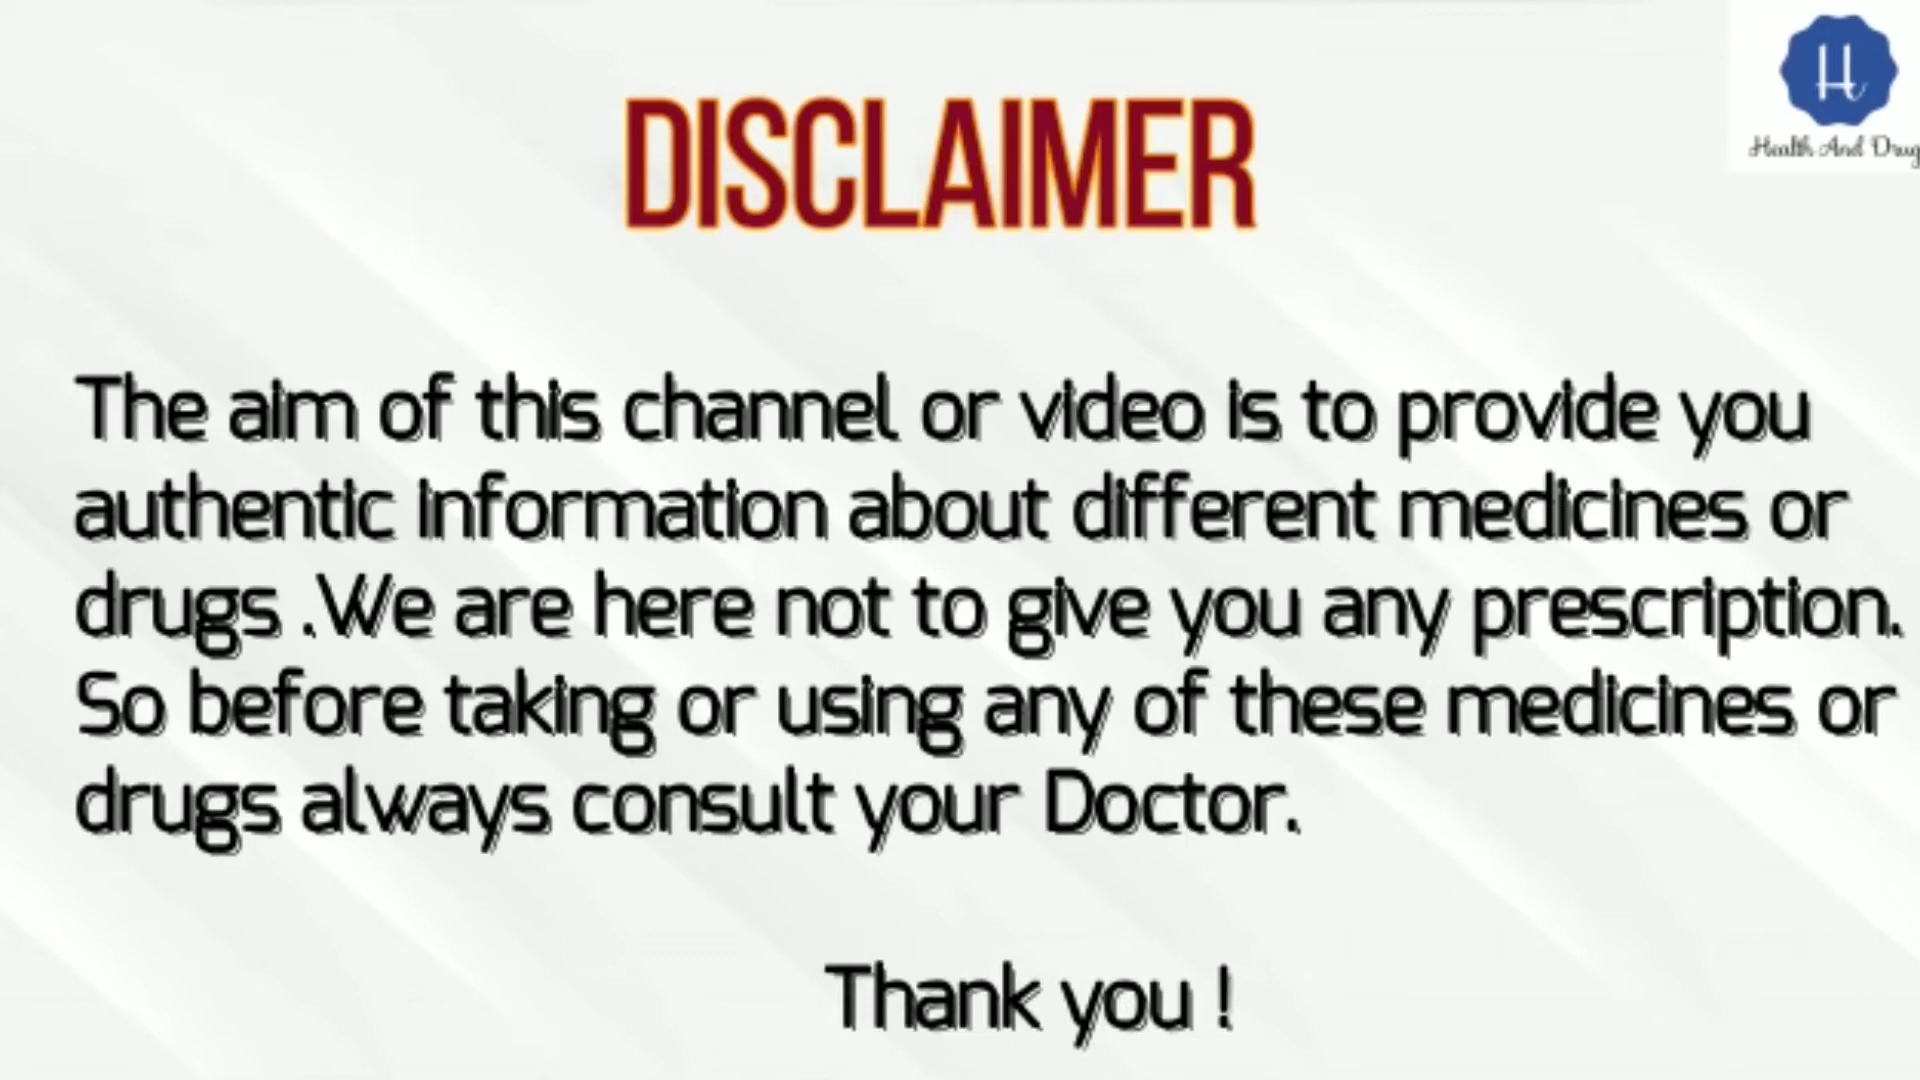 H
Health And Drug
DISCLAIMER
The aim of this channel or video is to provide you
authentic information about different medicines or
drugs .We are here not to give you any prescription.
So before taking or using any of these medicines or
drugs always consult your Doctor.
Thank you !